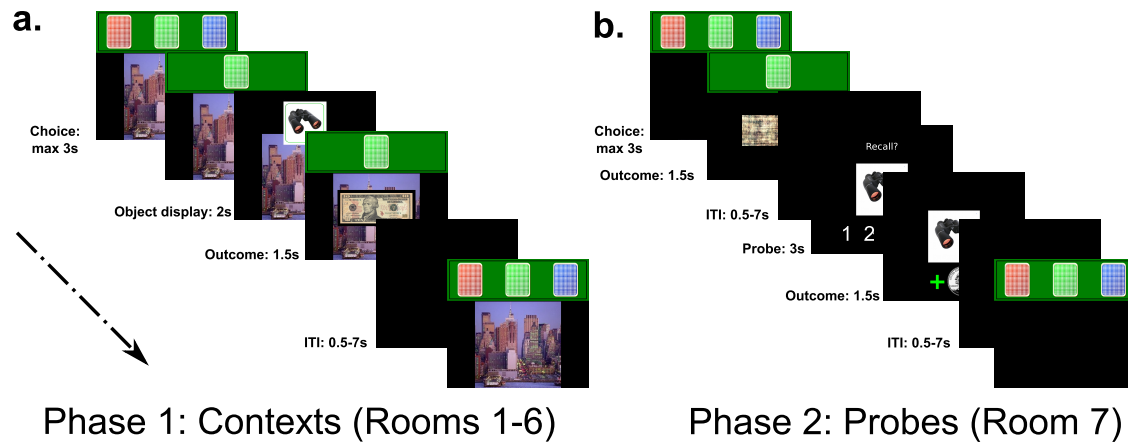 a.
Choice:
max 3s
Object display: 2s
Outcome: 1.5s
ITI: 0.5-7s
Phase 1: Contexts (Rooms 1-6)
b.
Choice:
max 3s
Outcome: 1.5s
Recall?
ITI: 0.5-7s
1 2
Probe: 3s
Outcome: 1.5s
+
ITI: 0.5-7s
Phase 2: Probes (Room 7)